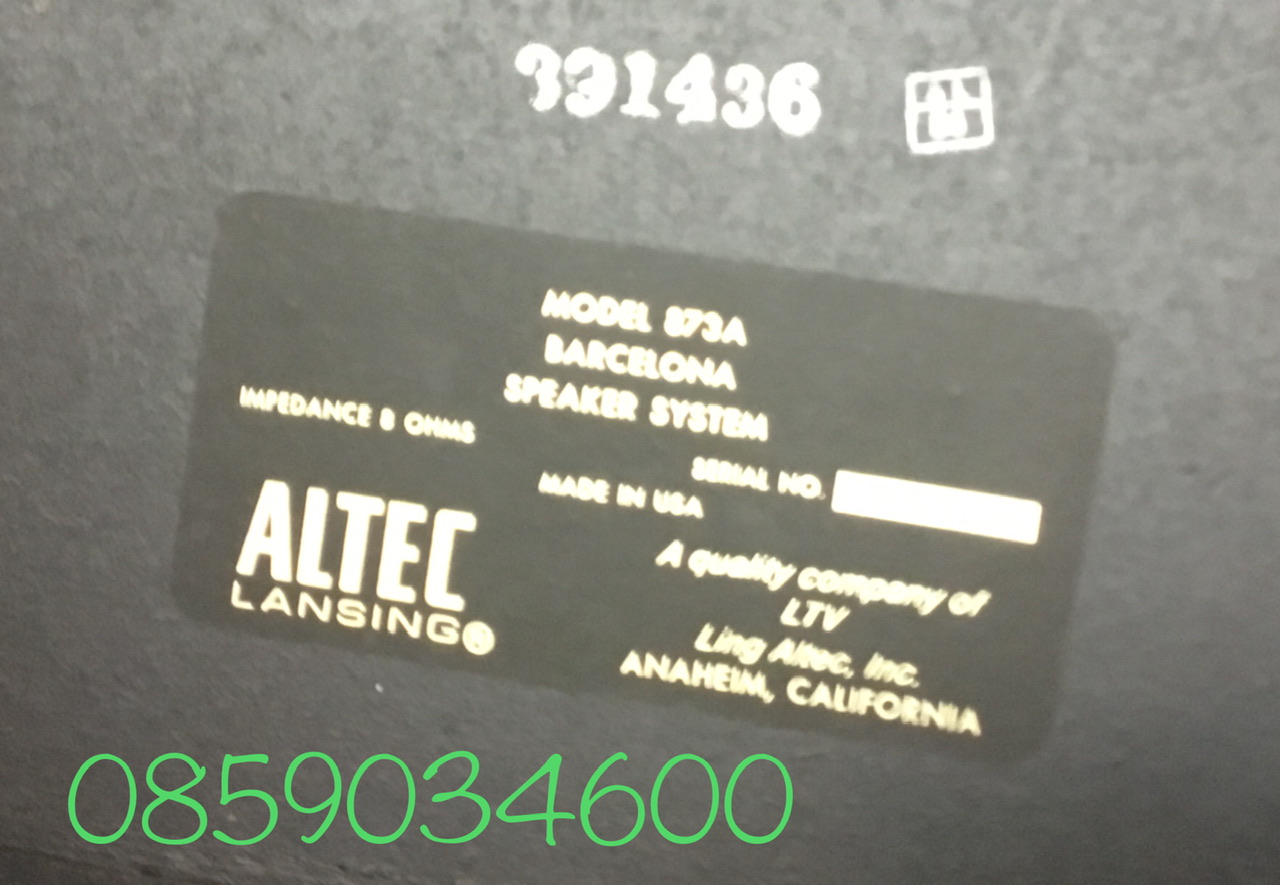 331436
MODEL 873A
BARCELONA
SPEAKER SYSTEM
IMPEDANCE 8 OHMS
SERIAL NO.
MADE IN USA
ALTEC
LANSING®
A quality company of
LTV
Ling Altec, Inc.
ANAHEIM, CALIFORNIA
0859034600